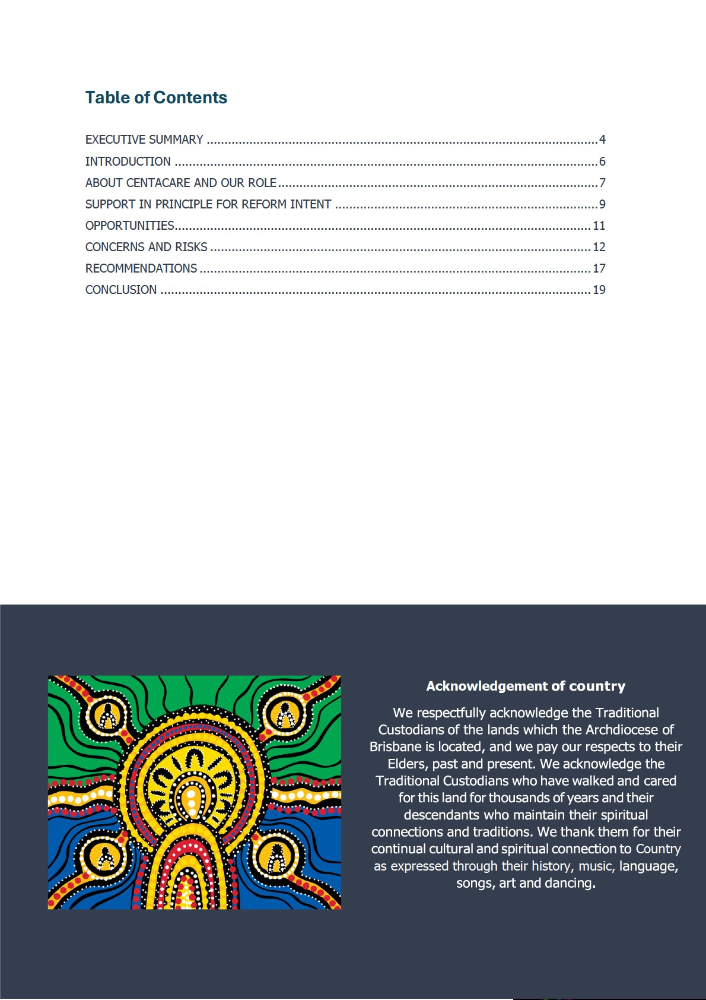 Table of Contents
EXECUTIVE SUMMARY ................................................................................................................ 4
INTRODUCTION ......................................................................................................................... 6
ABOUT CENTACARE AND OUR ROLE ........................................................................................... 7
SUPPORT IN PRINCIPLE FOR REFORM INTENT ........................................................................... 9
OPPORTUNITIES....................................................................................................................... 11
CONCERNS AND RISKS ............................................................................................................. 12
RECOMMENDATIONS ................................................................................................................ 17
CONCLUSION ........................................................................................................................... 19
Acknowledgement of country
We respectfully acknowledge the Traditional
Custodians of the lands which the Archdiocese of
Brisbane is located, and we pay our respects to their
Elders, past and present. We acknowledge the
Traditional Custodians who have walked and cared
for this land for thousands of years and their
descendants who maintain their spiritual
connections and traditions. We thank them for their
continual cultural and spiritual connection to Country
as expressed through their history, music, language,
songs, art and dancing.